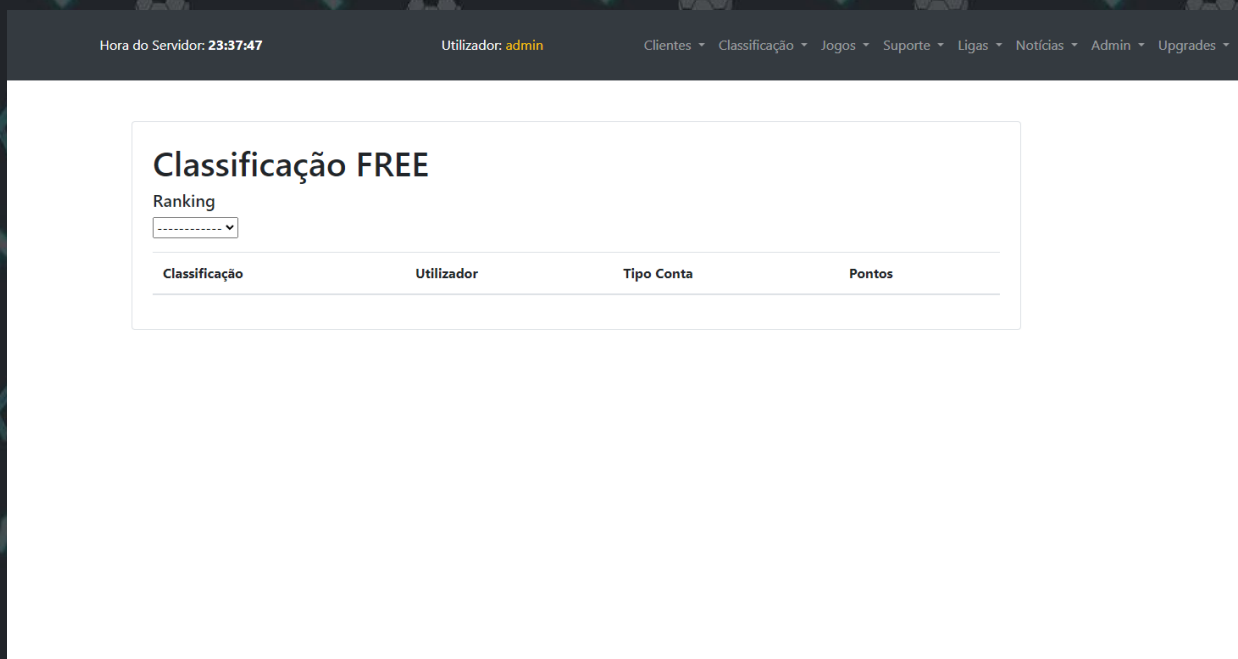 Hora do Servidor: 23:37:47 Utilizador: admin Clientes Classificação Jogos Suporte Ligas Notícias Admin Upgrades
Classificação FREE
Ranking
------------
Classificação Utilizador Tipo Conta Pontos